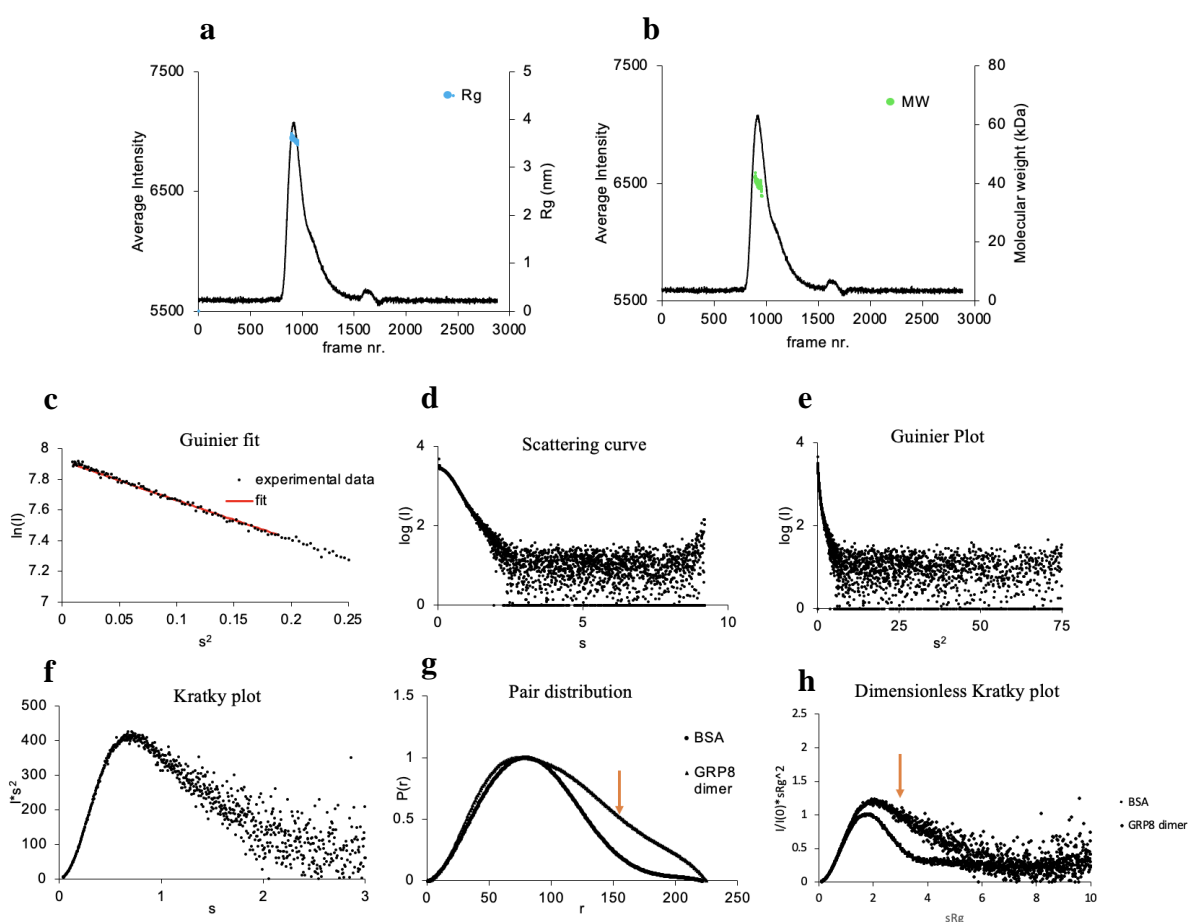 a
7500
6500
5500
Average Intensity
0 500 1000 1500 2000 2500 3000
frame nr.
5
4
3
2
1
0
Rg (nm)
Rg
b
7500
6500
5500
Average Intensity
0 500 1000 1500 2000 2500 3000
frame nr.
80
60
40
20
0
Molecular weight (kDa)
MW
c
Guinier fit
8
7.8
7.6
7.4
7.2
7
ln(I)
0 0.05 0.1 0.15 0.2 0.25
s²
experimental data
fit
d
Scattering curve
4
2
0
log (I)
0 5 10
s
e
Guinier Plot
4
2
0
log (I)
0 25 50 75
s²
f
Kratky plot
500
400
300
200
100
0
I*s²
0 1 2 3
s
g
Pair distribution
1.5
1
0.5
0
P(r)
0 50 100 150 200 250
r
BSA
GRP8
dimer
h
Dimensionless Kratky plot
2.5
2
1.5
1
0.5
0
I/I(0)*sRg^2
0 2 4 6 8 10
sRg
BSA
GRP8 dimer